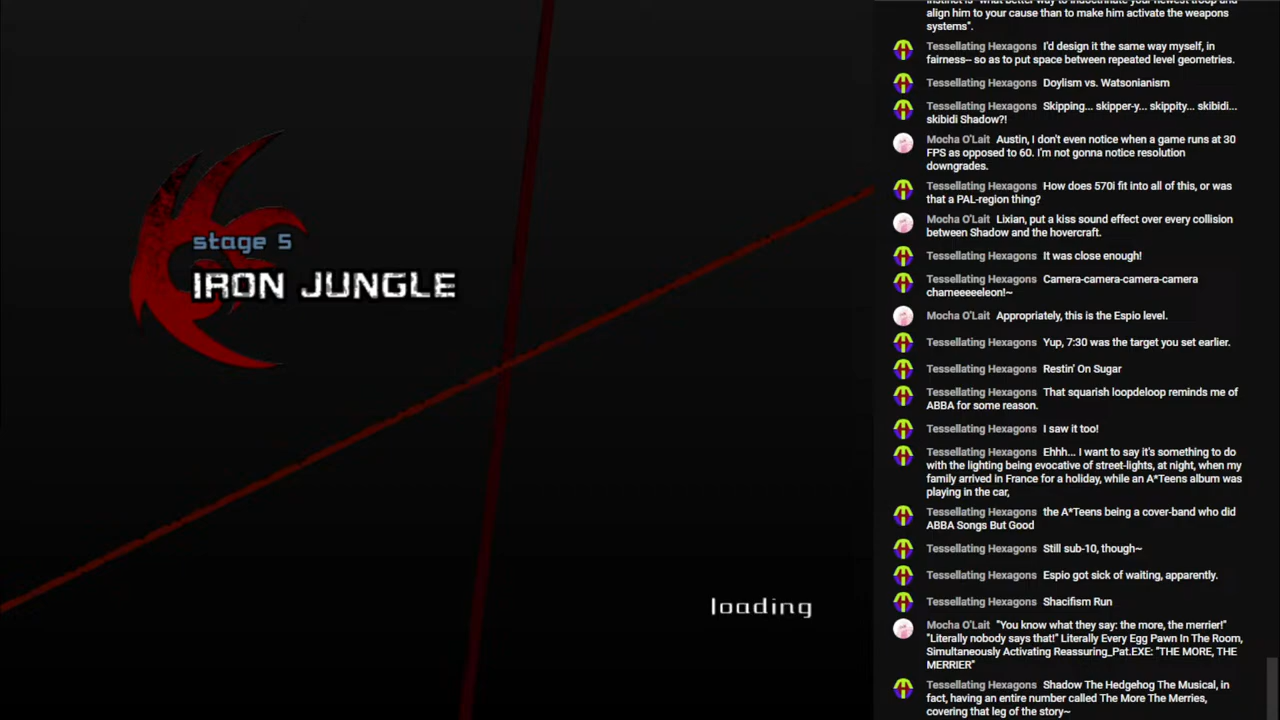 stage 5
IRON JUNGLE
loading
instinct is "what better way to indoctrinate your newest troop and
align him to your cause than to make him activate the weapons
systems".
Tessellating Hexagons I'd design it the same way myself, in
fairness-- so as to put space between repeated level geometries.
Tessellating Hexagons Doylism vs. Watsonianism
Tessellating Hexagons Skipping... skipper-y... skippity... skibidi...
skibidi Shadow?!
Mocha O'Lait Austin, I don't even notice when a game runs at 30
FPS as opposed to 60. I'm not gonna notice resolution
downgrades.
Tessellating Hexagons How does 570i fit into all of this, or was
that a PAL-region thing?
Mocha O'Lait Lixian, put a kiss sound effect over every collision
between Shadow and the hovercraft.
Tessellating Hexagons It was close enough!
Tessellating Hexagons Camera-camera-camera-camera
chameeeeeleon!~
Mocha O'Lait Appropriately, this is the Espio level.
Tessellating Hexagons Yup, 7:30 was the target you set earlier.
Tessellating Hexagons Restin' On Sugar
Tessellating Hexagons That squarish loopdeloop reminds me of
ABBA for some reason.
Tessellating Hexagons I saw it too!
Tessellating Hexagons Ehhh... I want to say it's something to do
with the lighting being evocative of street-lights, at night, when my
family arrived in France for a holiday, while an A*Teens album was
playing in the car,
Tessellating Hexagons the A*Teens being a cover-band who did
ABBA Songs But Good
Tessellating Hexagons Still sub-10, though~
Tessellating Hexagons Espio got sick of waiting, apparently.
Tessellating Hexagons Shacifism Run
Mocha O'Lait "You know what they say: the more, the merrier!"
"Literally nobody says that!" Literally Every Egg Pawn In The Room,
Simultaneously Activating Reassuring_Pat.EXE: "THE MORE, THE
MERRIER"
Tessellating Hexagons Shadow The Hedgehog The Musical, in
fact, having an entire number called The More The Merries,
covering that leg of the story~